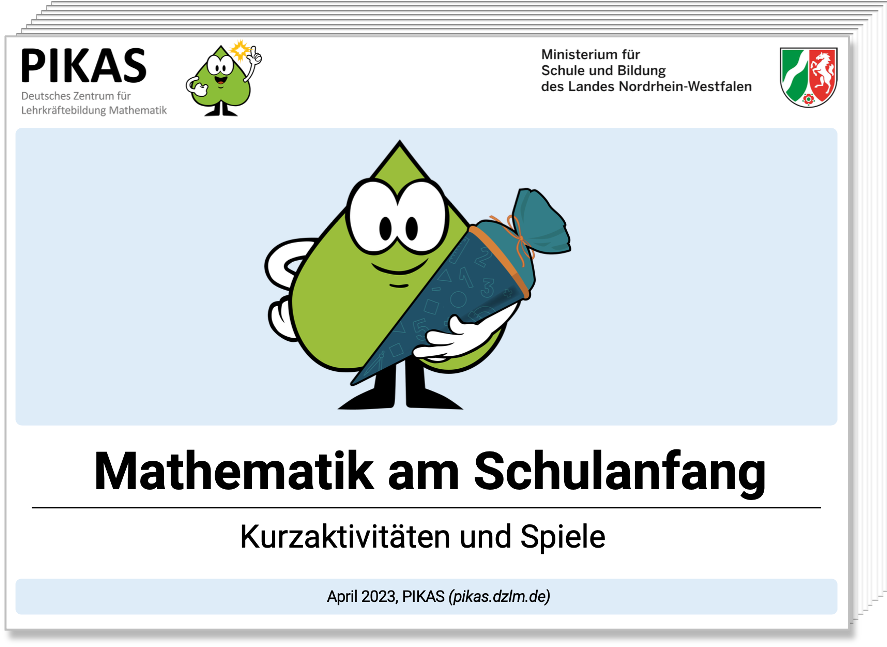 PIKAS
Deutsches Zentrum für
Lehrkräftebildung Mathematik
Ministerium für
Schule und Bildung
des Landes Nordrhein-Westfalen
Mathematik am Schulanfang
Kurzaktivitäten und Spiele
April 2023, PIKAS (pikas.dzlm.de)